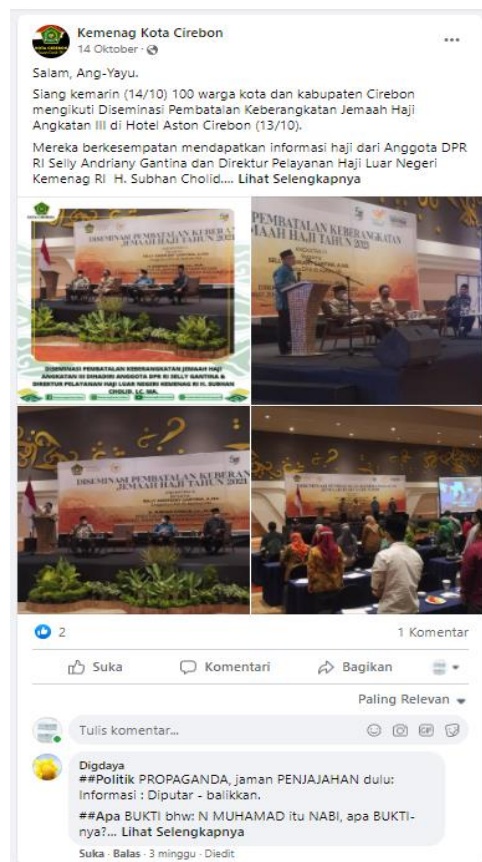 Kemenag Kota Cirebon
14 Oktober ·
Salam, Ang-Yayu.
Siang kemarin (14/10) 100 warga kota dan kabupaten Cirebon
mengikuti Diseminasi Pembatalan Keberangkatan Jemaah Haji
Angkatan III di Hotel Aston Cirebon (13/10).
Mereka berkesempatan mendapatkan informasi haji dari Anggota DPR
RI Selly Andriany Gantina dan Direktur Pelayanan Haji Luar Negeri
Kemenag RI H. Subhan Cholid.... Lihat Selengkapnya
DISEMINASI PEMBATALAN KEBERANGKATAN
JEMAAH HAJI TAHUN 2021
DISEMINASI PEMBATALAN KEBERANGKATAN JEMAAH HAJI
ANGKATAN III DIHADIRI ANGGOTA DPR RI SELLY GANTINA &
DIREKTUR PELAYANAN HAJI LUAR NEGERI KEMENAG RI H. SUBHAN
CHOLID, LC. MA.
PEMBATALAN KEBERANGKATAN
MAAH HAJI TAHUN 2021
DISEMINASI PEMBATALAN KEBERAN
JEMAAH HAJI TAHUN 2021
2
1 Komentar
Suka
Komentari
Bagikan
Paling Relevan
Tulis komentar...
GIF
Digdaya
##Politik PROPAGANDA, jaman PENJAJAHAN dulu:
Informasi : Diputar - balikkan.
##Apa BUKTI bhw: N MUHAMAD itu NABI, apa BUKTI-
nya?... Lihat Selengkapnya
Suka · Balas · 3 minggu · Diedit